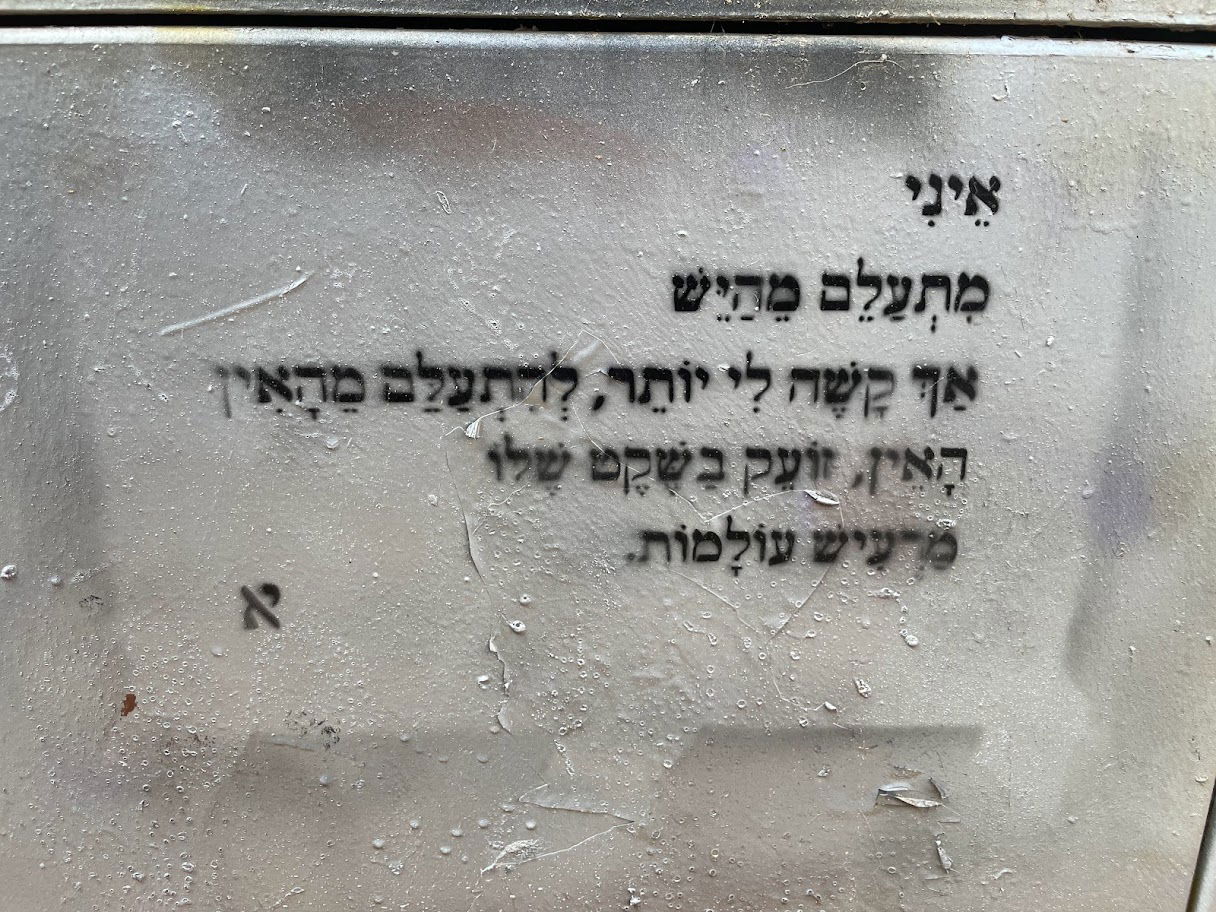 אֵינִי
מִתְעַלֵּם מֵהַיֵּשׁ
אַךְ קָשֶׁה לִי יוֹתֵר, לְהִתְעַלֵּם מֵהָאַיִן
הָאַיִן, זוֹעֵק בַּשֶּׁקֶט שֶׁלּוֹ
מַרְעִישׁ עוֹלָמוֹת.
א